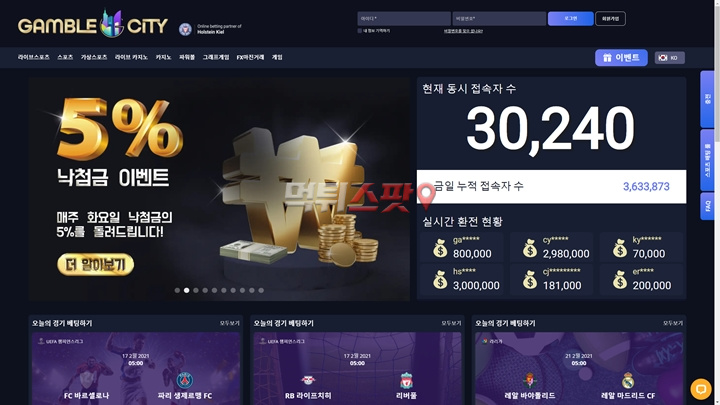 GAMBLE CITY
Online betting partner of
Holstein Kiel
아이디*
비밀번호*
로그인
회원가입
내 정보 기억하기
비밀번호를 잊어 셨나요?
라이브스포츠 스포츠 가상스포츠 라이브 카지노 카지노 파워볼 그래프게임 FX마진거래 게임
이벤트
KO
충전
스포츠 베팅 룰
FAQ
5%
낙첨금 이벤트
매주 화요일 낙첨금의
5%를 돌려드립니다!
더 알아보기
먹튀스팟
현재 동시 접속자 수
30,240
금일 누적 접속자 수 3,633,873
실시간 환전 현황
ga***** cy***** ky******
800,000 2,980,000 70,000
hs**** cj********* er****
3,000,000 181,000 200,000
오늘의 경기 베팅하기 모두보기
UEFA 챔피언스리그
17 2월 2021
05:00
FC 바르셀로나 파리 생제르맹 FC
오늘의 경기 베팅하기 모두보기
UEFA 챔피언스리그
17 2월 2021
05:00
RB 라이프치히 리버풀
오늘의 경기 베팅하기 모두보기
라리가
21 2월 2021
05:00
레알 바야돌리드 레알 마드리드 CF